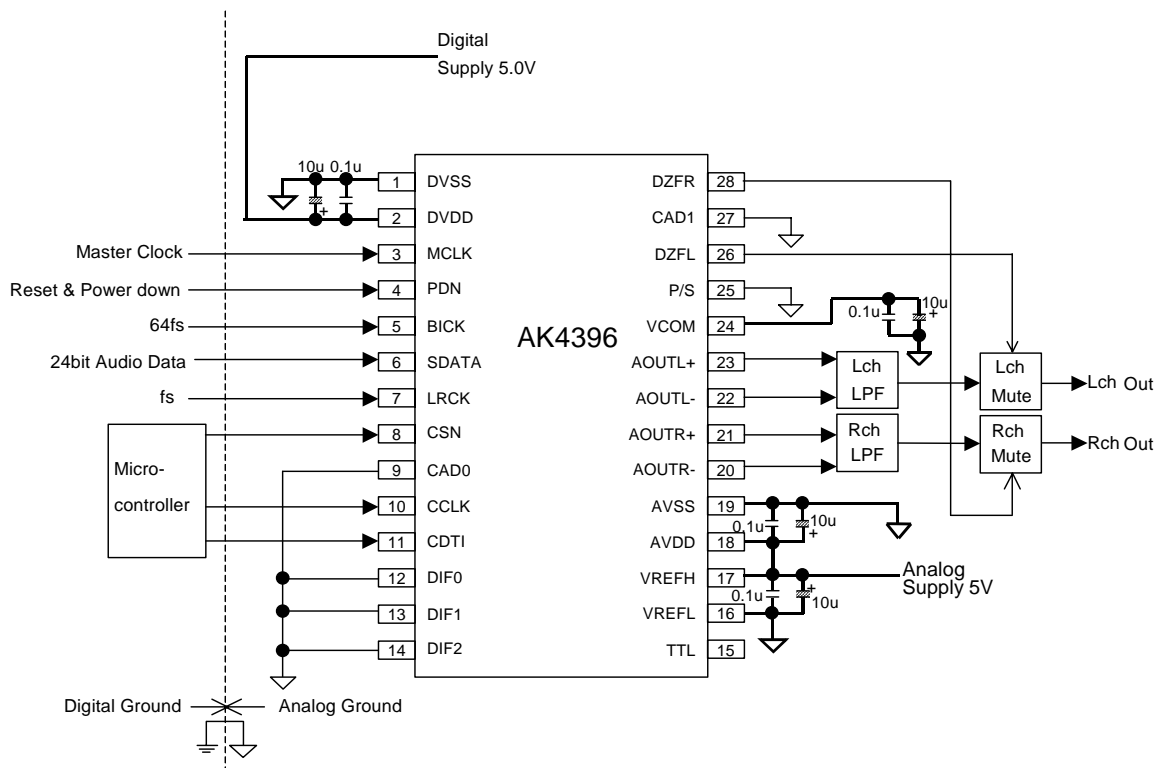 Digital
Supply 5.0V
10u 0.1u
1 DVSS DZFR 28
2 DVDD CAD1 27
Master Clock 3 MCLK DZFL 26
Reset & Power down 4 PDN P/S 25
64fs 5 BICK VCOM 24 0.1u 10u
AK4396
24bit Audio Data 6 SDATA AOUTL+ 23
fs 7 LRCK AOUTL- 22
Lch
LPF
Lch
Mute
Lch Out
8 CSN AOUTR+ 21
Rch
LPF
Rch
Mute
Rch Out
Micro-
controller
9 CAD0 AOUTR- 20
10 CCLK AVSS 19
0.1u 10u
11 CDTI AVDD 18
12 DIF0 VREFH 17
Analog
Supply 5V
0.1u 10u
13 DIF1 VREFL 16
14 DIF2 TTL 15
Digital Ground Analog Ground